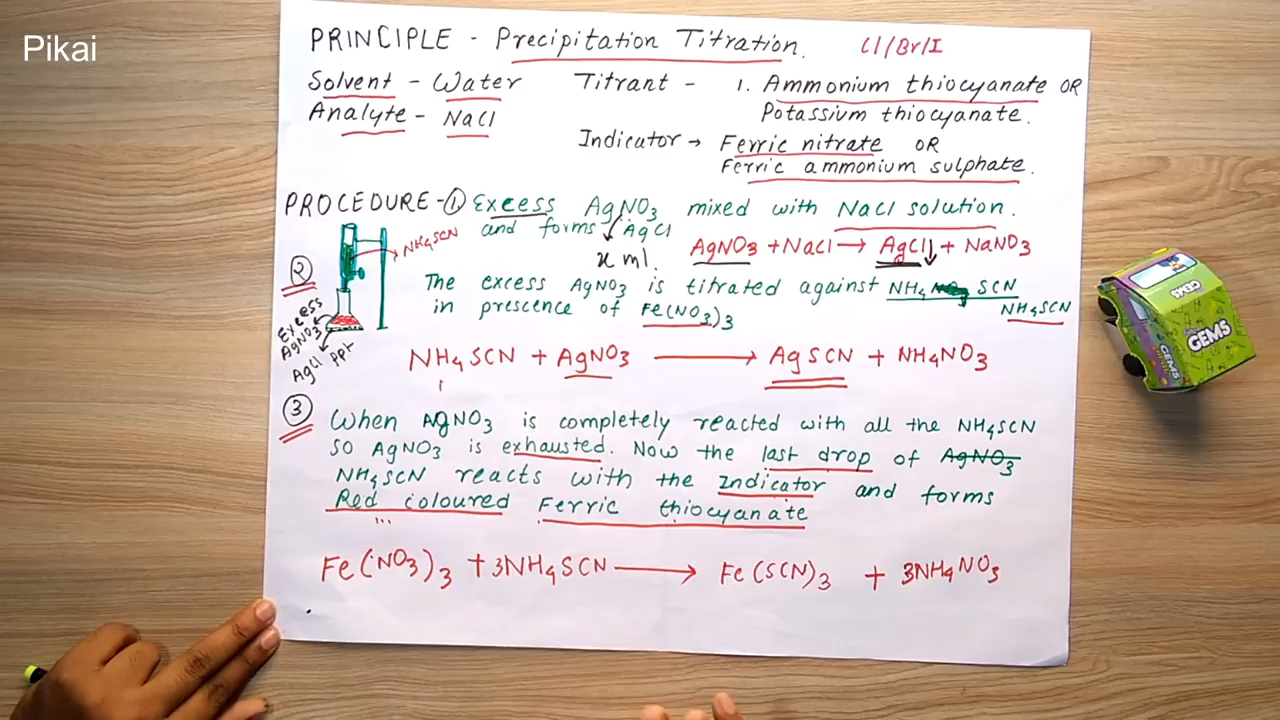 Pikai
PRINCIPLE - Precipitation Titration. Cl/Br/I
Solvent - Water Titrant - 1. Ammonium thiocyanate OR
Analyte - NaCl Potassium thiocyanate.
Indicator → Ferric nitrate OR
Ferric ammonium sulphate.
PROCEDURE - ① Excess AgNO3 mixed with NaCl solution.
and forms AgCl
x ml. AgNO3 + NaCl → AgCl↓ + NaNO3
NH4SCN
②
The excess AgNO3 is titrated against NH4 SCN
in prescence of Fe(NO3)3 NH4SCN
Excess
AgNO3
AgCl ppt
NH4SCN + AgNO3 → AgSCN + NH4NO3
③ When AgNO3 is completely reacted with all the NH4SCN
so AgNO3 is exhausted. Now the last drop of AgNO3
NH4SCN reacts with the Indicator and forms
Red coloured Ferric thiocyanate
Fe(NO3)3 + 3NH4SCN → Fe(SCN)3 + 3NH4NO3
GEMS
GEMS
GEMS